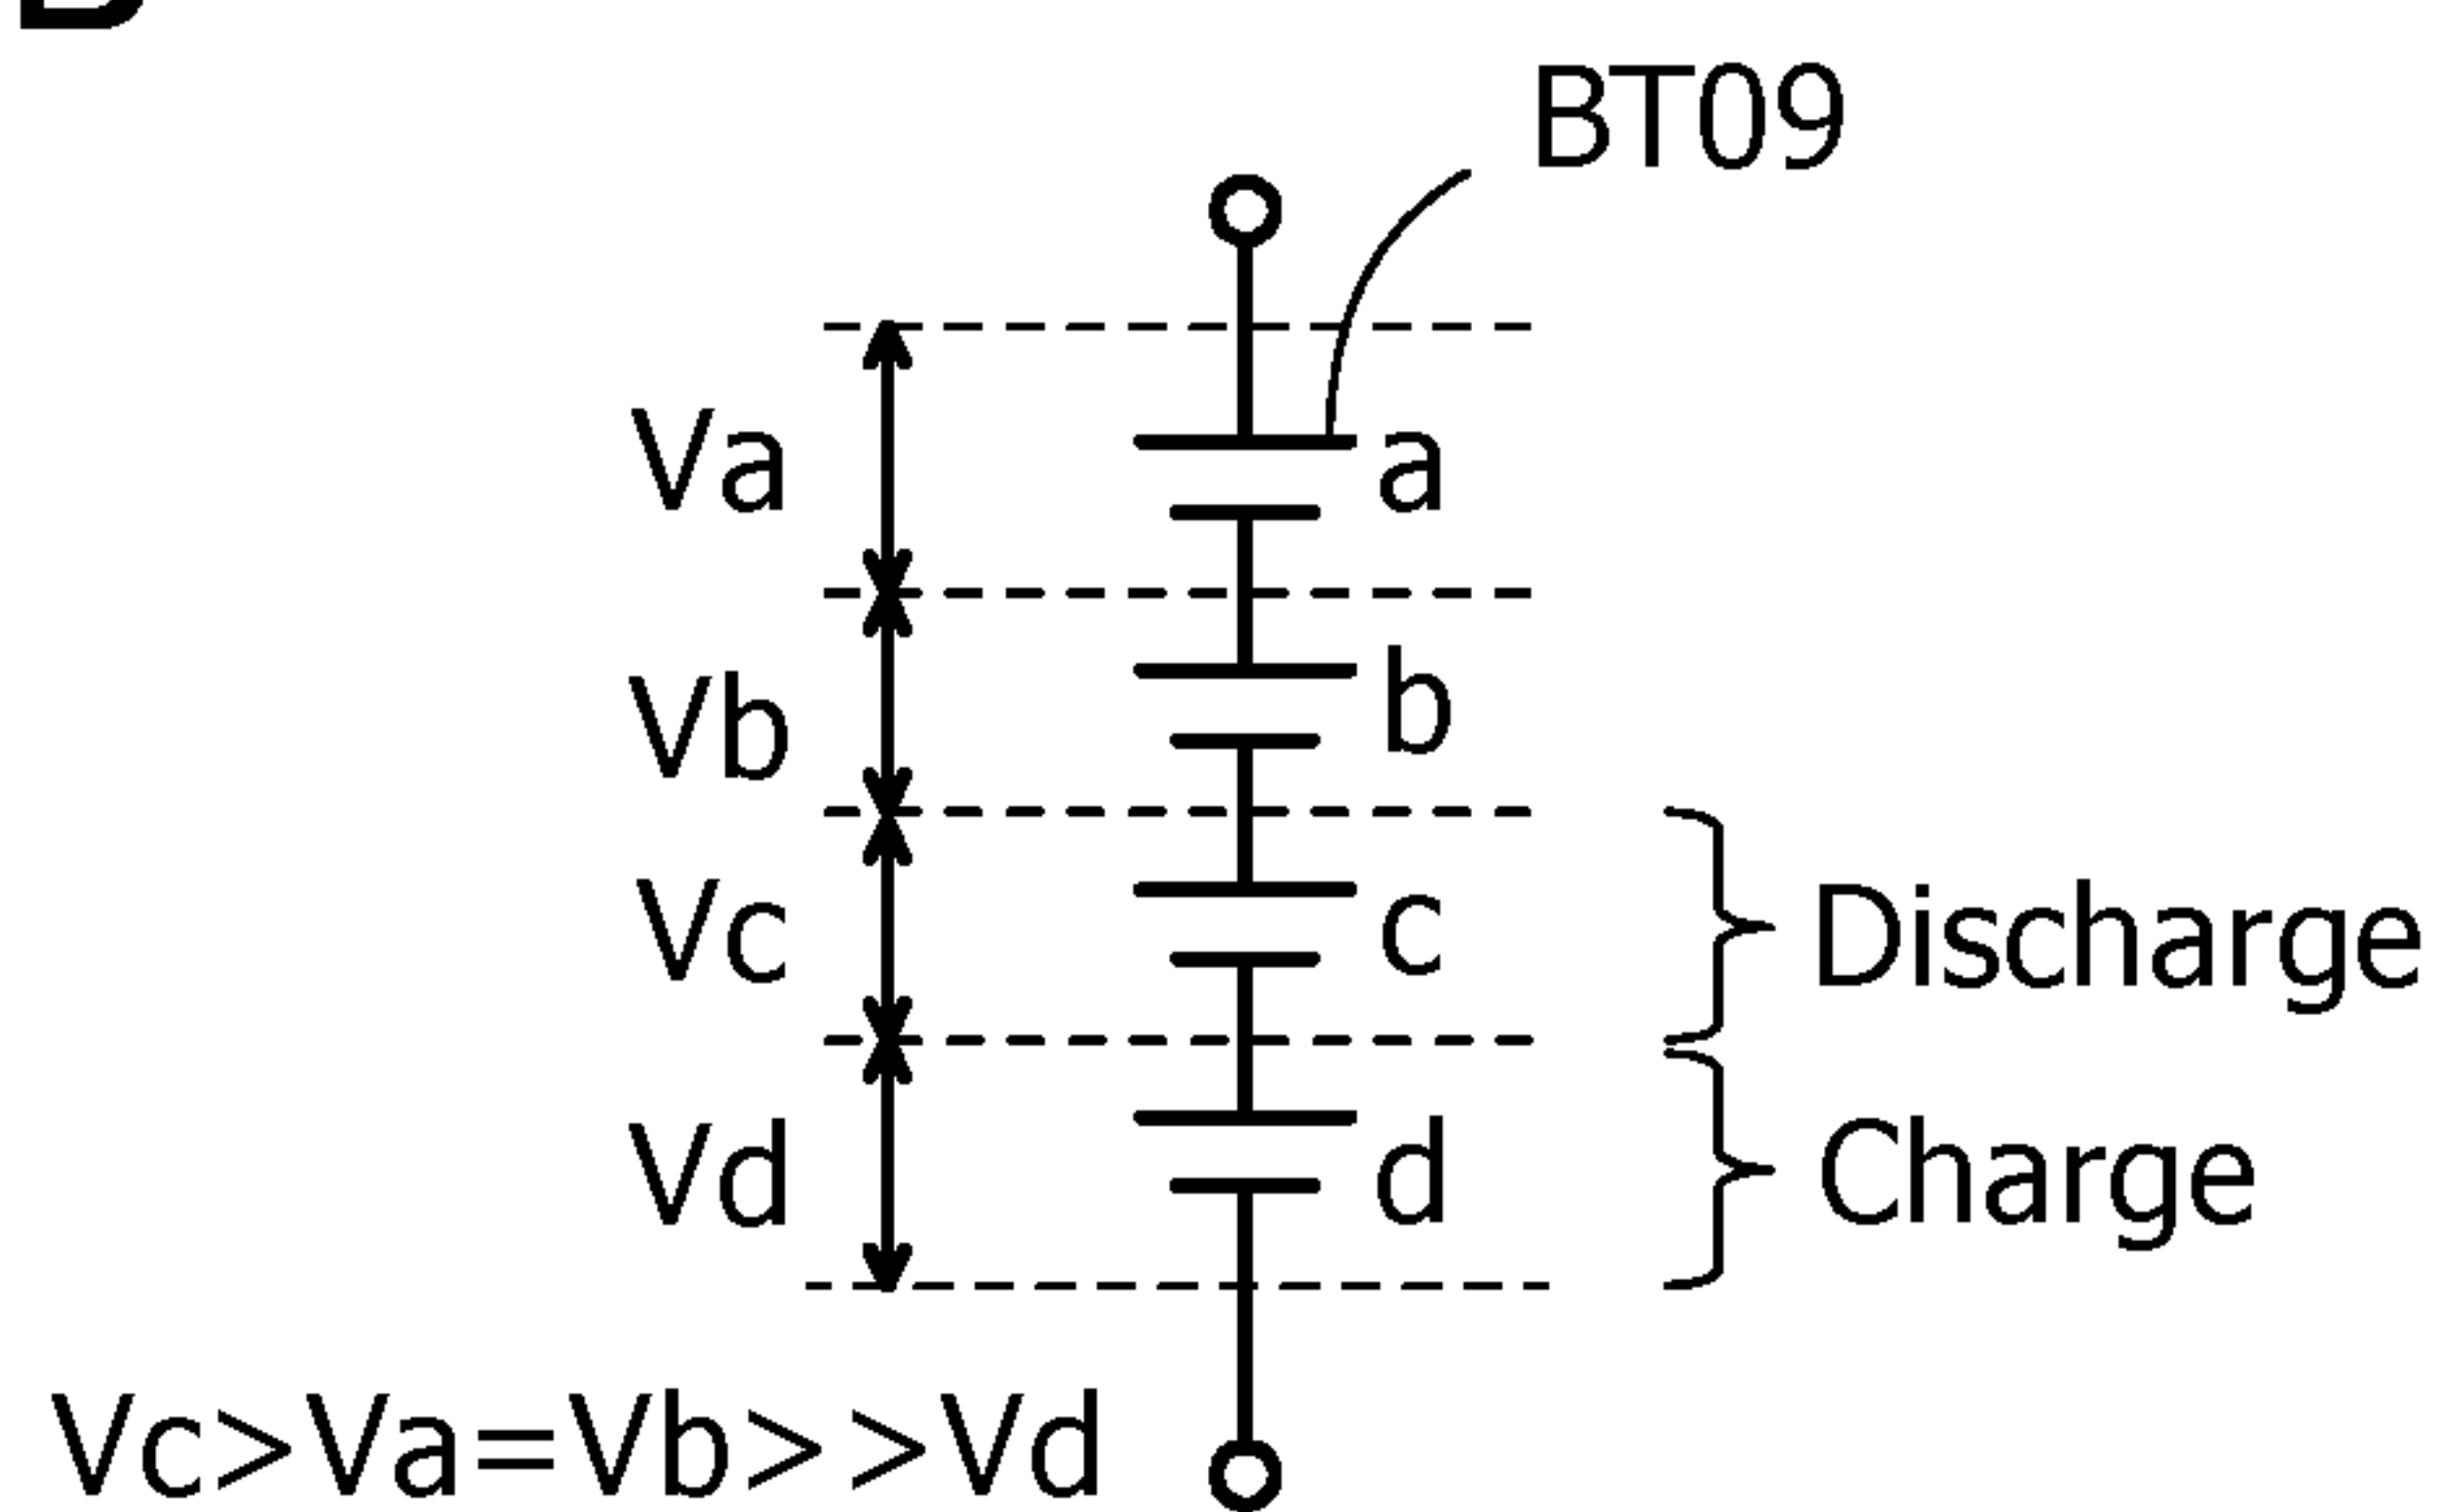 BT09
Va a
Vb b
Vc c Discharge
Vd d Charge
Vc>Va=Vb>>Vd